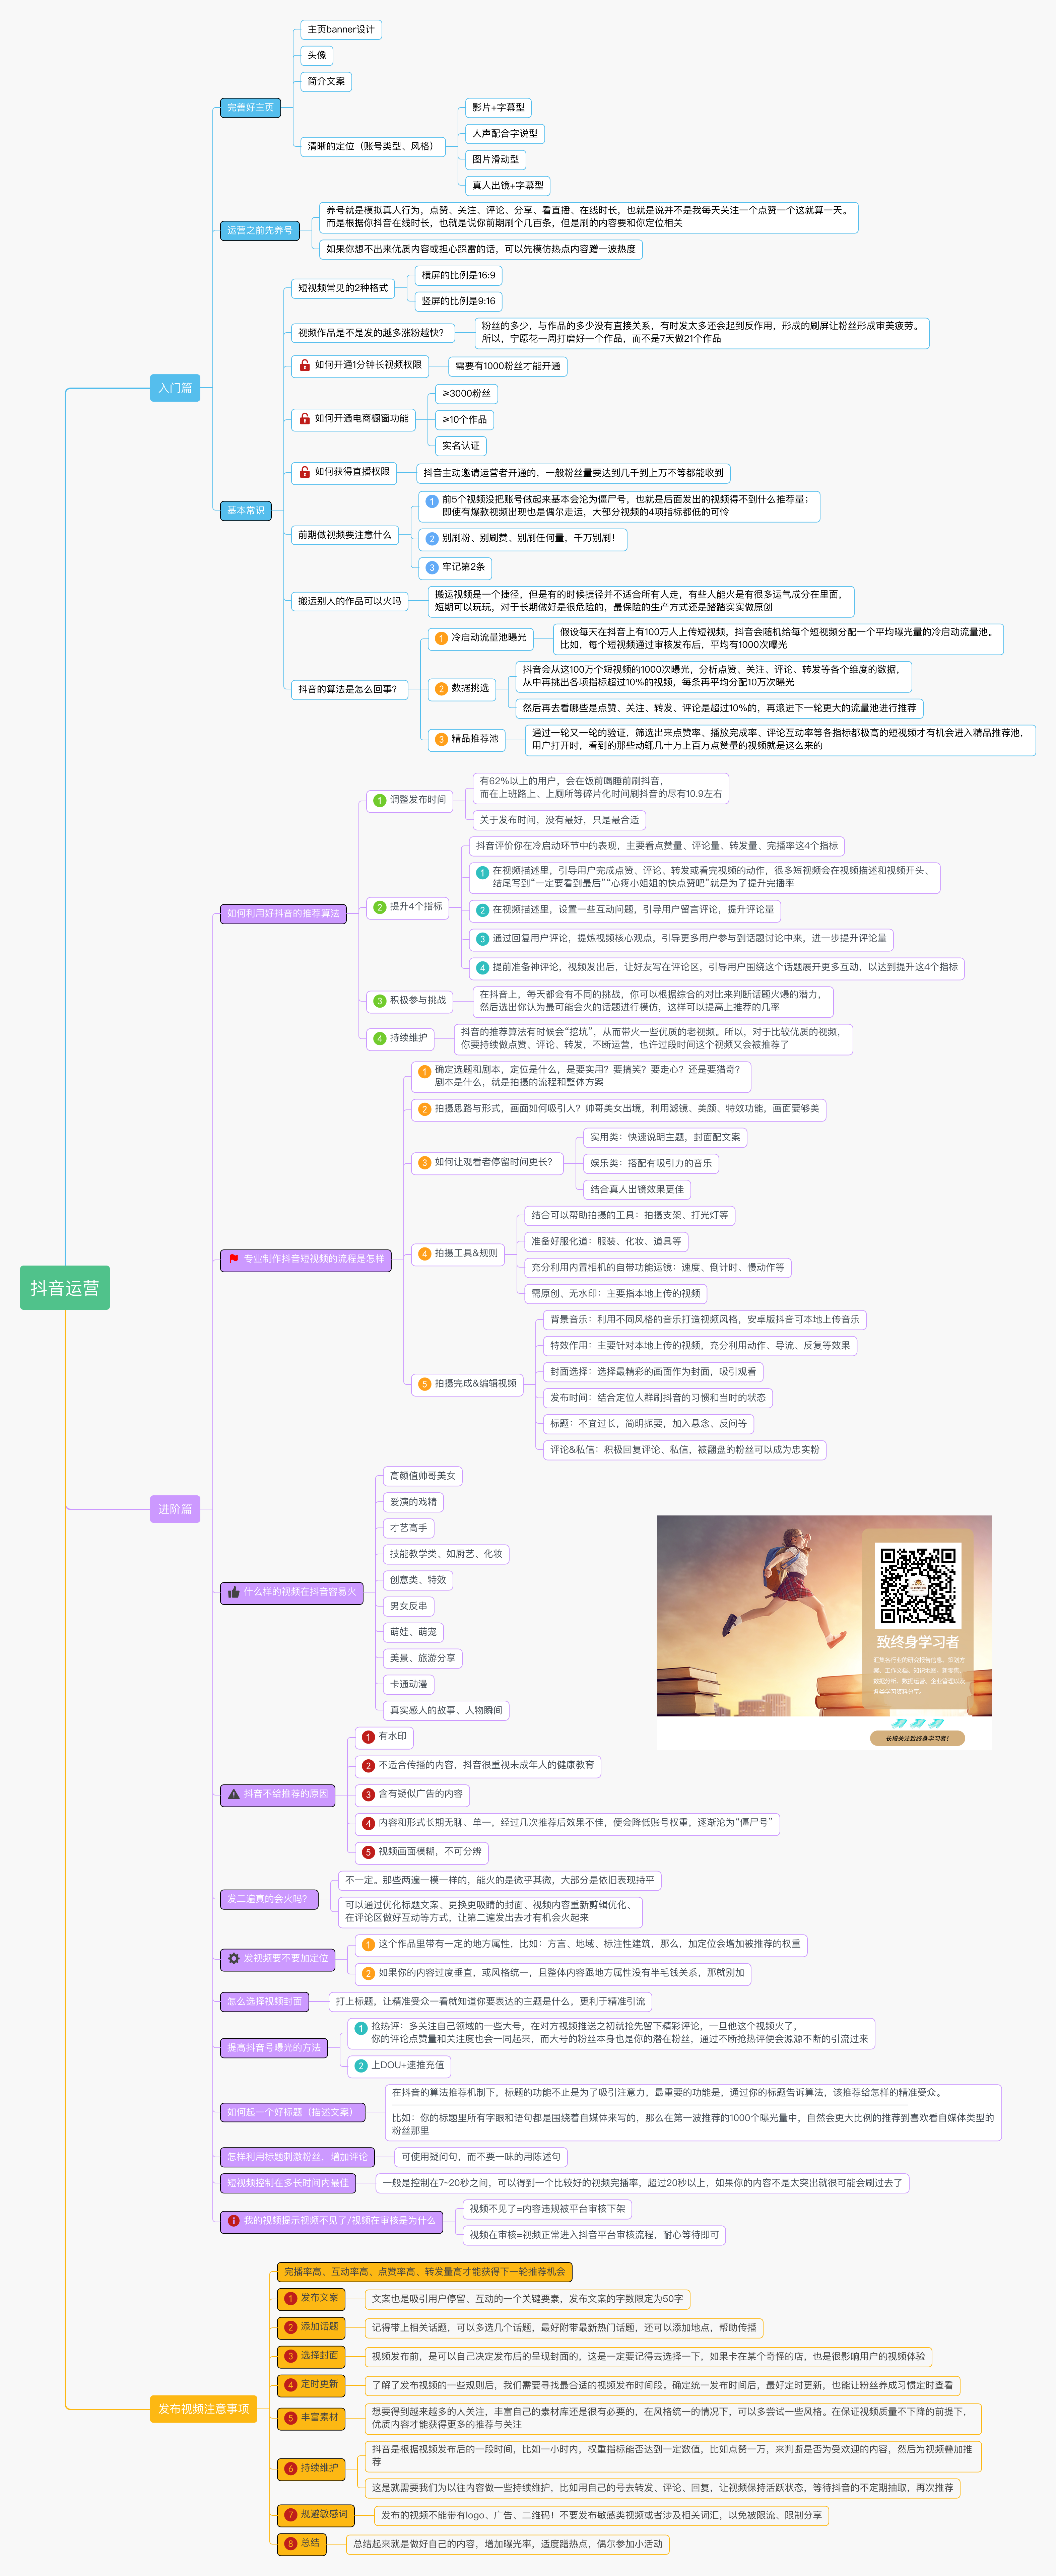 抖音运营
入门篇
完善好主页
主页banner设计
头像
简介文案
清晰的定位（账号类型、风格）
影片+字幕型
人声配合字说型
图片滑动型
真人出镜+字幕型
运营之前先养号
养号就是模拟真人行为，点赞、关注、评论、分享、看直播、在线时长，也就是说并不是我每天关注一个点赞一个这就算一天。
而是根据你抖音在线时长，也就是说你前期刷个几百条，但是刷的内容要和你定位相关
如果你想不出来优质内容或担心踩雷的话，可以先模仿热点内容蹭一波热度
基本常识
短视频常见的2种格式
横屏的比例是16:9
竖屏的比例是9:16
视频作品是不是发的越多涨粉越快？
粉丝的多少，与作品的多少没有直接关系，有时发太多还会起到反作用，形成的刷屏让粉丝形成审美疲劳。
所以，宁愿花一周打磨好一个作品，而不是7天做21个作品
如何开通1分钟长视频权限
需要有1000粉丝才能开通
如何开通电商橱窗功能
≥3000粉丝
≥10个作品
实名认证
如何获得直播权限
抖音主动邀请运营者开通的，一般粉丝量要达到几千到上万不等都能收到
前期做视频要注意什么
1 前5个视频没把账号做起来基本会沦为僵尸号，也就是后面发出的视频得不到什么推荐量；
即使有爆款视频出现也是偶尔走运，大部分视频的4项指标都低的可怜
2 别刷粉、别刷赞、别刷任何量，千万别刷！
3 牢记第2条
搬运别人的作品可以火吗
搬运视频是一个捷径，但是有的时候捷径并不适合所有人走，有些人能火是有很多运气成分在里面，
短期可以玩玩，对于长期做好是很危险的，最保险的生产方式还是踏踏实实做原创
抖音的算法是怎么回事？
1 冷启动流量池曝光
假设每天在抖音上有100万人上传短视频，抖音会随机给每个短视频分配一个平均曝光量的冷启动流量池。
比如，每个短视频通过审核发布后，平均有1000次曝光
2 数据挑选
抖音会从这100万个短视频的1000次曝光，分析点赞、关注、评论、转发等各个维度的数据，
从中再挑出各项指标超过10%的视频，每条再平均分配10万次曝光
然后再去看哪些是点赞、关注、转发、评论是超过10%的，再滚进下一轮更大的流量池进行推荐
3 精品推荐池
通过一轮又一轮的验证，筛选出来点赞率、播放完成率、评论互动率等各指标都极高的短视频才有机会进入精品推荐池，
用户打开时，看到的那些动辄几十万上百万点赞量的视频就是这么来的
进阶篇
如何利用好抖音的推荐算法
1 调整发布时间
有62%以上的用户，会在饭前喝睡前刷抖音，
而在上班路上、上厕所等碎片化时间刷抖音的尽有10.9左右
关于发布时间，没有最好，只是最合适
2 提升4个指标
抖音评价你在冷启动环节中的表现，主要看点赞量、评论量、转发量、完播率这4个指标
1 在视频描述里，引导用户完成点赞、评论、转发或看完视频的动作，很多短视频会在视频描述和视频开头、
结尾写到“一定要看到最后”“心疼小姐姐的快点赞吧”就是为了提升完播率
2 在视频描述里，设置一些互动问题，引导用户留言评论，提升评论量
3 通过回复用户评论，提炼视频核心观点，引导更多用户参与到话题讨论中来，进一步提升评论量
4 提前准备神评论，视频发出后，让好友写在评论区，引导用户围绕这个话题展开更多互动，以达到提升这4个指标
3 积极参与挑战
在抖音上，每天都会有不同的挑战，你可以根据综合的对比来判断话题火爆的潜力，
然后选出你认为最可能会火的话题进行模仿，这样可以提高上推荐的几率
4 持续维护
抖音的推荐算法有时候会“挖坑”，从而带火一些优质的老视频。所以，对于比较优质的视频，
你要持续做点赞、评论、转发，不断运营，也许过段时间这个视频又会被推荐了
专业制作抖音短视频的流程是怎样
1 确定选题和剧本，定位是什么，是要实用？要搞笑？要走心？还是要猎奇？
剧本是什么，就是拍摄的流程和整体方案
2 拍摄思路与形式，画面如何吸引人？帅哥美女出境，利用滤镜、美颜、特效功能，画面要够美
3 如何让观看者停留时间更长？
实用类：快速说明主题，封面配文案
娱乐类：搭配有吸引力的音乐
结合真人出镜效果更佳
4 拍摄工具&规则
结合可以帮助拍摄的工具：拍摄支架、打光灯等
准备好服化道：服装、化妆、道具等
充分利用内置相机的自带功能运镜：速度、倒计时、慢动作等
需原创、无水印：主要指本地上传的视频
5 拍摄完成&编辑视频
背景音乐：利用不同风格的音乐打造视频风格，安卓版抖音可本地上传音乐
特效作用：主要针对本地上传的视频，充分利用动作、导流、反复等效果
封面选择：选择最精彩的画面作为封面，吸引观看
发布时间：结合定位人群刷抖音的习惯和当时的状态
标题：不宜过长，简明扼要，加入悬念、反问等
评论&私信：积极回复评论、私信，被翻盘的粉丝可以成为忠实粉
什么样的视频在抖音容易火
高颜值帅哥美女
爱演的戏精
才艺高手
技能教学类、如厨艺、化妆
创意类、特效
男女反串
萌娃、萌宠
美景、旅游分享
卡通动漫
真实感人的故事、人物瞬间
致终身学习者
汇集各行业的研究报告信息，策划方
案，工作文档，知识地图，新零售，
数据分析，数据运营，企业管理以及
各类学习资料分享。
长按关注致终身学习者！
抖音不给推荐的原因
1 有水印
2 不适合传播的内容，抖音很重视未成年人的健康教育
3 含有疑似广告的内容
4 内容和形式长期无聊、单一，经过几次推荐后效果不佳，便会降低账号权重，逐渐沦为“僵尸号”
5 视频画面模糊，不可分辨
发二遍真的会火吗？
不一定。那些两遍一模一样的，能火的是微乎其微，大部分是依旧表现持平
可以通过优化标题文案、更换更吸睛的封面、视频内容重新剪辑优化、
在评论区做好互动等方式，让第二遍发出去才有机会火起来
发视频要不要加定位
1 这个作品里带有一定的地方属性，比如：方言、地域、标注性建筑，那么，加定位会增加被推荐的权重
2 如果你的内容过度垂直，或风格统一，且整体内容跟地方属性没有半毛钱关系，那就别加
怎么选择视频封面
打上标题，让精准受众一看就知道你要表达的主题是什么，更利于精准引流
提高抖音号曝光的方法
1 抢热评：多关注自己领域的一些大号，在对方视频推送之初就抢先留下精彩评论，一旦他这个视频火了，
你的评论点赞量和关注度也会一同起来，而大号的粉丝本身也是你的潜在粉丝，通过不断抢热评便会源源不断的引流过来
2 上DOU+速推充值
如何起一个好标题（描述文案）
在抖音的算法推荐机制下，标题的功能不止是为了吸引注意力，最重要的功能是，通过你的标题告诉算法，该推荐给怎样的精准受众。
比如：你的标题里所有字眼和语句都是围绕着自媒体来写的，那么在第一波推荐的1000个曝光量中，自然会更大比例的推荐到喜欢看自媒体类型的
粉丝那里
怎样利用标题刺激粉丝，增加评论
可使用疑问句，而不要一味的用陈述句
短视频控制在多长时间内最佳
一般是控制在7~20秒之间，可以得到一个比较好的视频完播率，超过20秒以上，如果你的内容不是太突出就很可能会刷过去了
我的视频提示视频不见了/视频在审核是为什么
视频不见了=内容违规被平台审核下架
视频在审核=视频正常进入抖音平台审核流程，耐心等待即可
发布视频注意事项
完播率高、互动率高、点赞率高、转发量高才能获得下一轮推荐机会
1 发布文案
文案也是吸引用户停留、互动的一个关键要素，发布文案的字数限定为50字
2 添加话题
记得带上相关话题，可以多选几个话题，最好附带最新热门话题，还可以添加地点，帮助传播
3 选择封面
视频发布前，是可以自己决定发布后的呈现封面的，这是一定要记得去选择一下，如果卡在某个奇怪的店，也是很影响用户的视频体验
4 定时更新
了解了发布视频的一些规则后，我们需要寻找最合适的视频发布时间段。确定统一发布时间后，最好定时更新，也能让粉丝养成习惯定时查看
5 丰富素材
想要得到越来越多的人关注，丰富自己的素材库还是很有必要的，在风格统一的情况下，可以多尝试一些风格。在保证视频质量不下降的前提下，
优质内容才能获得更多的推荐与关注
6 持续维护
抖音是根据视频发布后的一段时间，比如一小时内，权重指标能否达到一定数值，比如点赞一万，来判断是否为受欢迎的内容，然后为视频叠加推
荐
这是就需要我们为以往内容做一些持续维护，比如用自己的号去转发、评论、回复，让视频保持活跃状态，等待抖音的不定期抽取，再次推荐
7 规避敏感词
发布的视频不能带有logo、广告、二维码！不要发布敏感类视频或者涉及相关词汇，以免被限流、限制分享
8 总结
总结起来就是做好自己的内容，增加曝光率，适度蹭热点，偶尔参加小活动